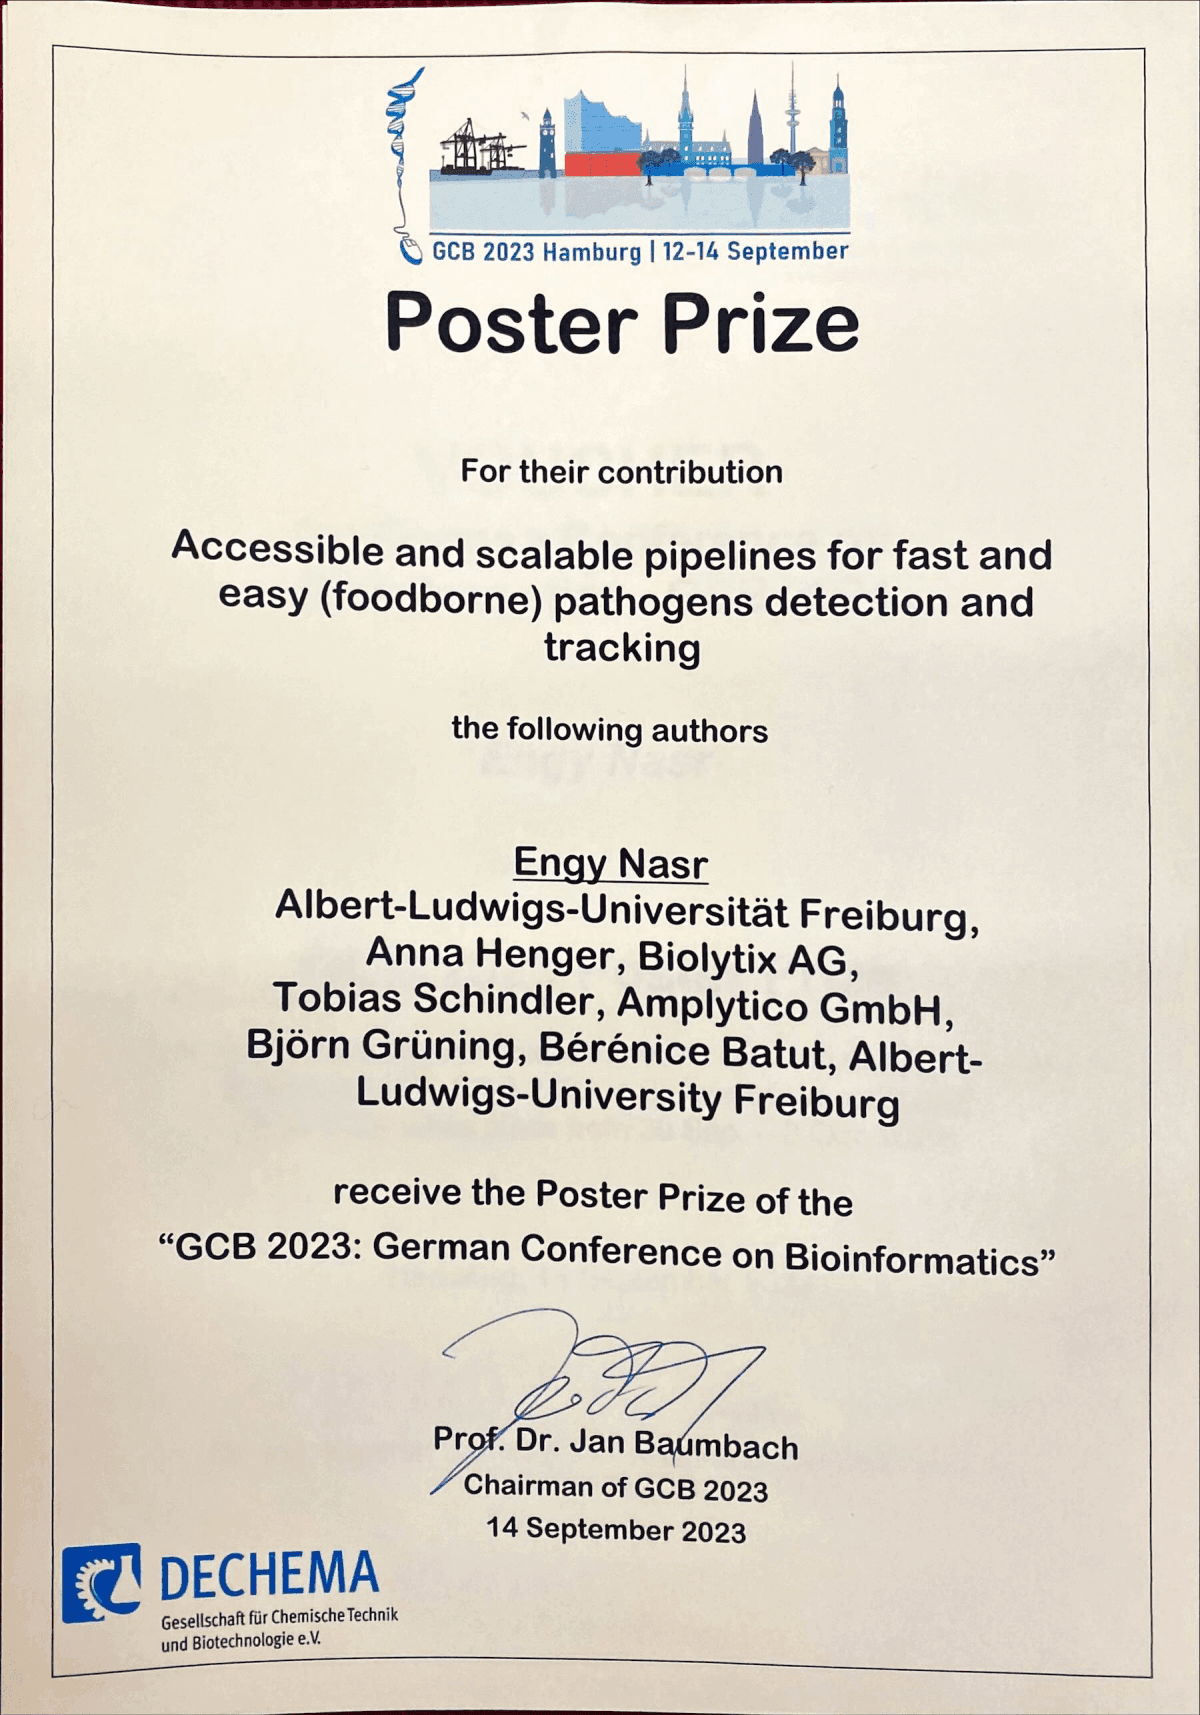 GCB 2023 Hamburg | 12-14 September
Poster Prize
For their contribution
Accessible and scalable pipelines for fast and
easy (foodborne) pathogens detection and
tracking
the following authors
Engy Nasr
Albert-Ludwigs-Universität Freiburg,
Anna Henger, Biolytix AG,
Tobias Schindler, Amplytico GmbH,
Björn Grüning, Bérénice Batut, Albert-
Ludwigs-University Freiburg
receive the Poster Prize of the
“GCB 2023: German Conference on Bioinformatics”
Prof. Dr. Jan Baumbach
Chairman of GCB 2023
14 September 2023
DECHEMA
Gesellschaft für Chemische Technik
und Biotechnologie e.V.